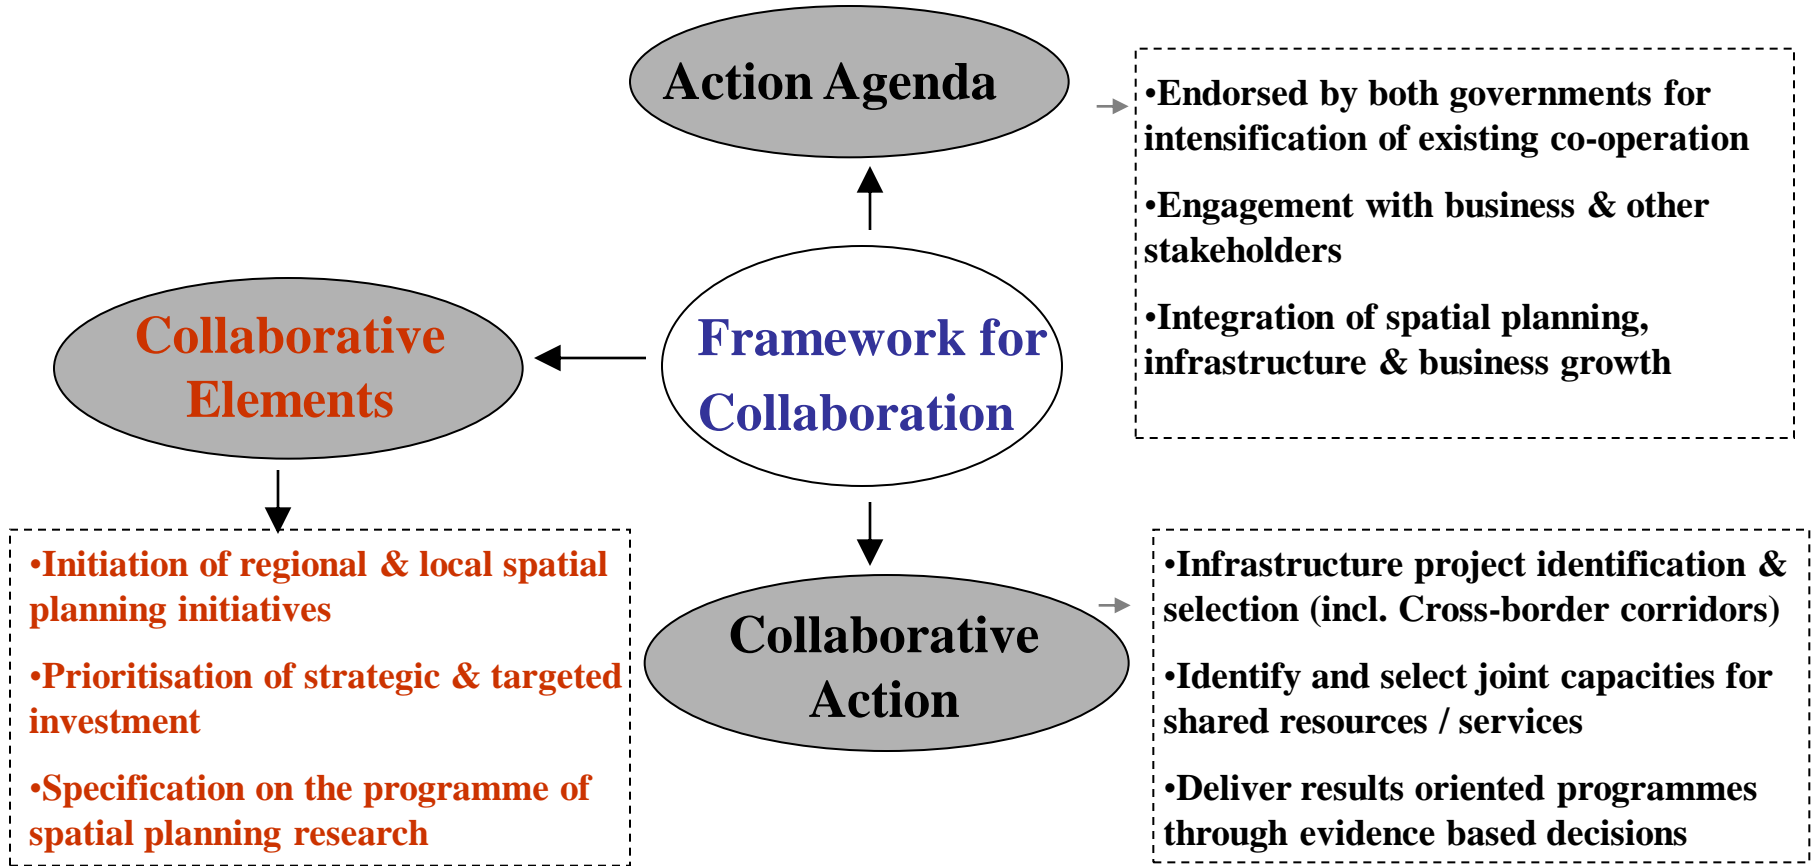 Action Agenda
•Endorsed by both governments for
intensification of existing co-operation
•Engagement with business & other
stakeholders
•Integration of spatial planning,
infrastructure & business growth
Collaborative
Elements
Framework for
Collaboration
•Initiation of regional & local spatial
planning initiatives
•Prioritisation of strategic & targeted
investment
•Specification on the programme of
spatial planning research
Collaborative
Action
•Infrastructure project identification &
selection (incl. Cross-border corridors)
•Identify and select joint capacities for
shared resources / services
•Deliver results oriented programmes
through evidence based decisions